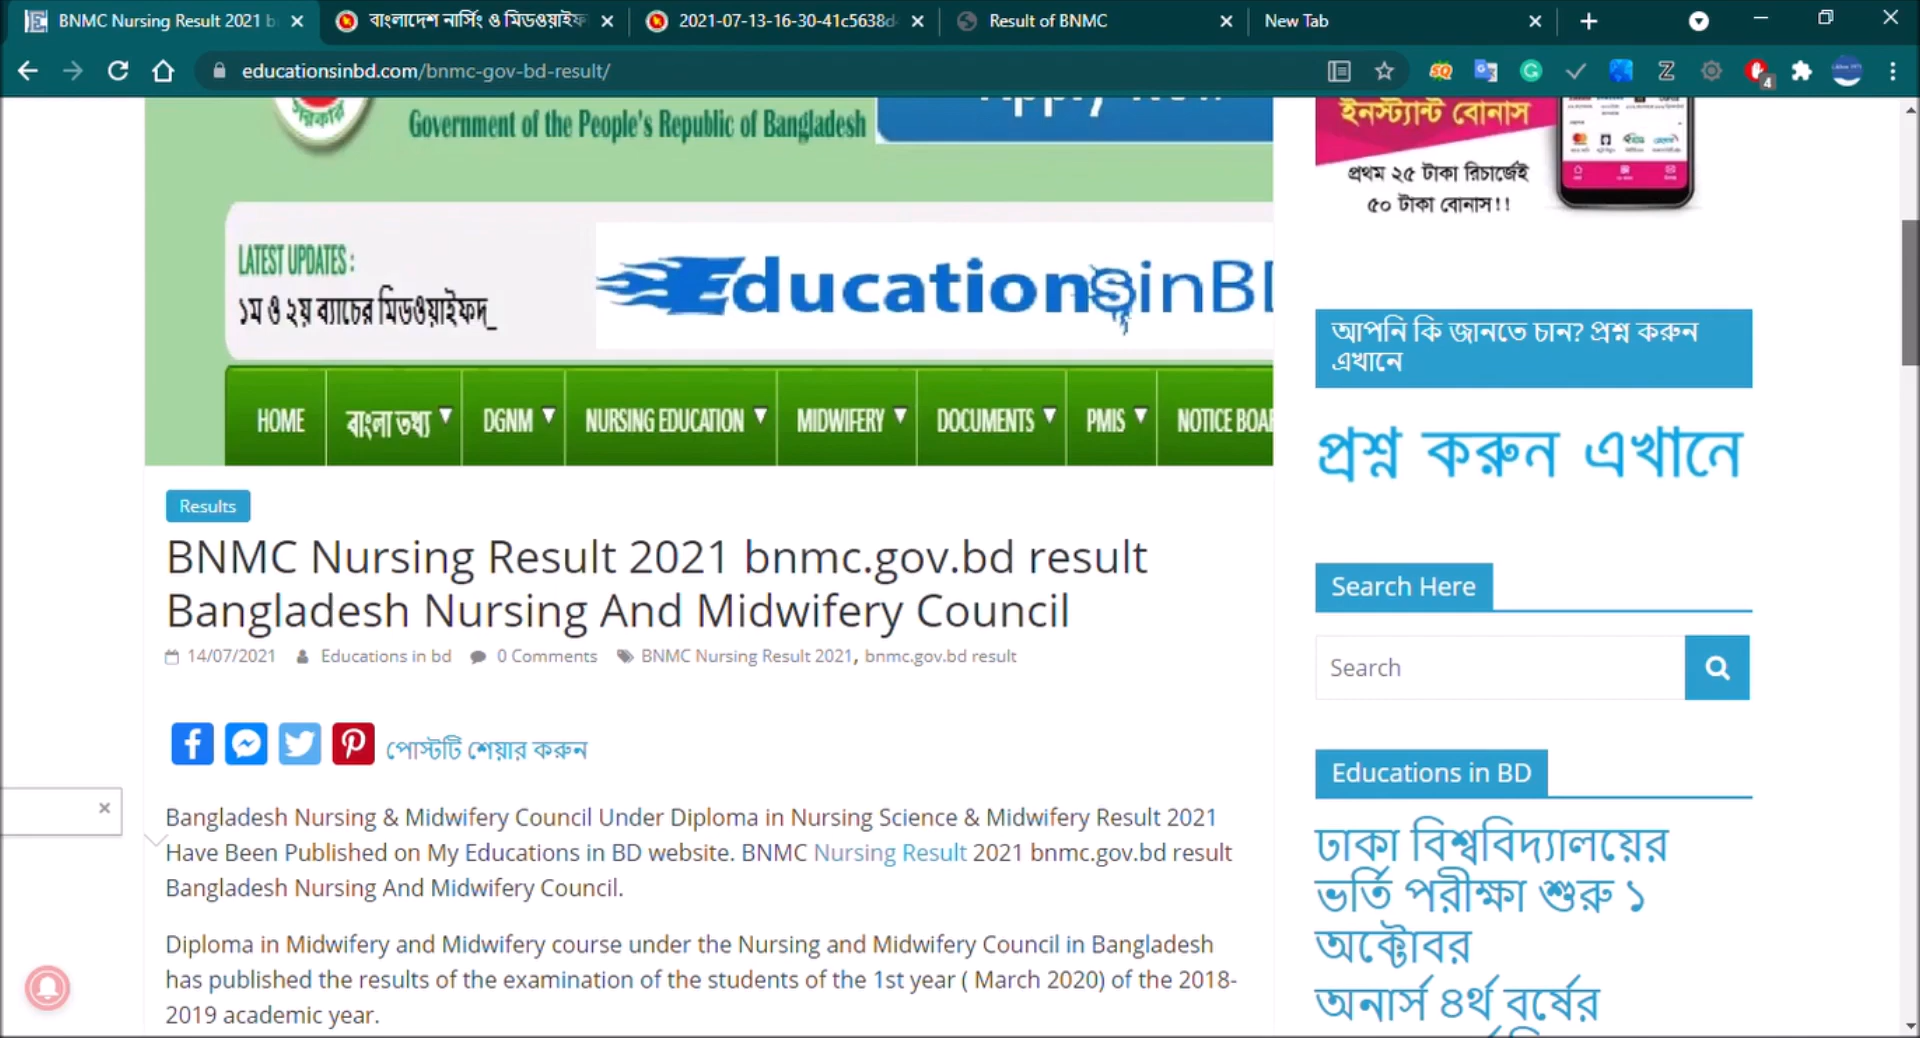 BNMC Nursing Result 2021 b
বাংলাদেশ নার্সিং ও মিডওয়াইফ
2021-07-13-16-30-41c5638d
Result of BNMC
New Tab
educationsinbd.com/bnmc-gov-bd-result/
4
Government of the People's Republic of Bangladesh
Apply Now
LATEST UPDATES :
১ম ও ২য় ব্যাচের মিডওয়াইফদ_
EducationsinBD
HOME
বাংলা তথ্য
DGNM
NURSING EDUCATION
MIDWIFERY
DOCUMENTS
PMIS
NOTICE BOAR
Results
BNMC Nursing Result 2021 bnmc.gov.bd result
Bangladesh Nursing And Midwifery Council
14/07/2021 Educations in bd 0 Comments BNMC Nursing Result 2021, bnmc.gov.bd result
পোস্টটি শেয়ার করুন
Bangladesh Nursing & Midwifery Council Under Diploma in Nursing Science & Midwifery Result 2021
Have Been Published on My Educations in BD website. BNMC Nursing Result 2021 bnmc.gov.bd result
Bangladesh Nursing And Midwifery Council.
Diploma in Midwifery and Midwifery course under the Nursing and Midwifery Council in Bangladesh
has published the results of the examination of the students of the 1st year ( March 2020) of the 2018-
2019 academic year.
ইনস্ট্যান্ট বোনাস
প্রথম ২৫ টাকা রিচার্জেই
৫০ টাকা বোনাস!!
আপনি কি জানতে চান? প্রশ্ন করুন
এখানে
প্রশ্ন করুন এখানে
Search Here
Search
Educations in BD
ঢাকা বিশ্ববিদ্যালয়ের
ভর্তি পরীক্ষা শুরু ১
অক্টোবর
অনার্স ৪র্থ বর্ষের